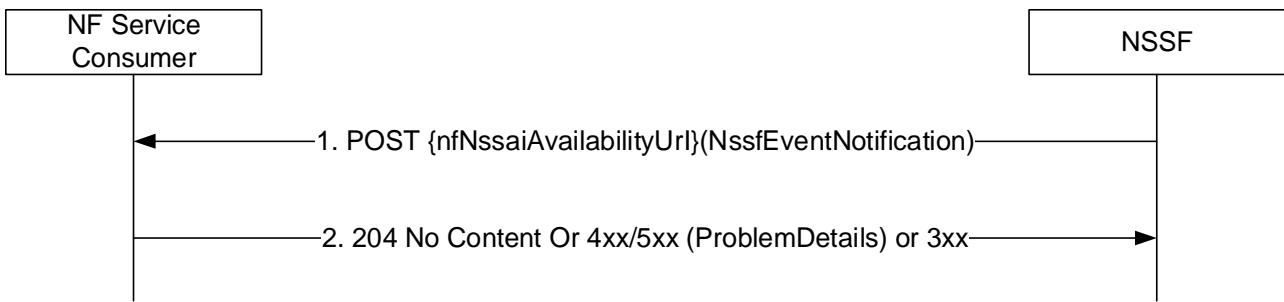 NF Service
Consumer
NSSF
1. POST {nfNssaiAvailabilityUrl}(NssfEventNotification)
2. 204 No Content Or 4xx/5xx (ProblemDetails) or 3xx